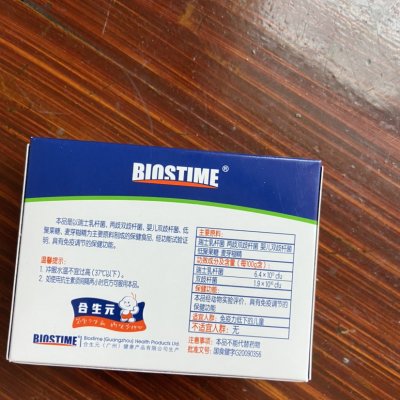 BIOSTIME®
本品是以瑞士乳杆菌、两歧双歧杆菌、婴儿双歧杆菌、低
聚果糖、麦芽糊精为主要原料制成的保健食品，经功能试验证
明，具有免疫调节的保健功能。
温馨提示：
1. 冲服水温不宜过高（37℃以下）。
2. 如使用抗生素须间隔两小时后方可服用本品。
合生元
BIOSTIME®
Biostime (Guangzhou) Health Products Ltd.
合生元（广州）健康产品有限公司生产
主要原料：
瑞士乳杆菌 两歧双歧杆菌 婴儿双歧杆菌
低聚果糖 麦芽糊精
功效成分及含量（每100g含）：
瑞士乳杆菌 6.4×10⁹ cfu
双歧杆菌
保健功能：
本品经动物实验评价，具有免疫调节的
保健功能
适宜人群：免疫力低下的儿童
不适宜人群：无
注意事项：本品不能代替药物
批准文号：国食健字G20090356